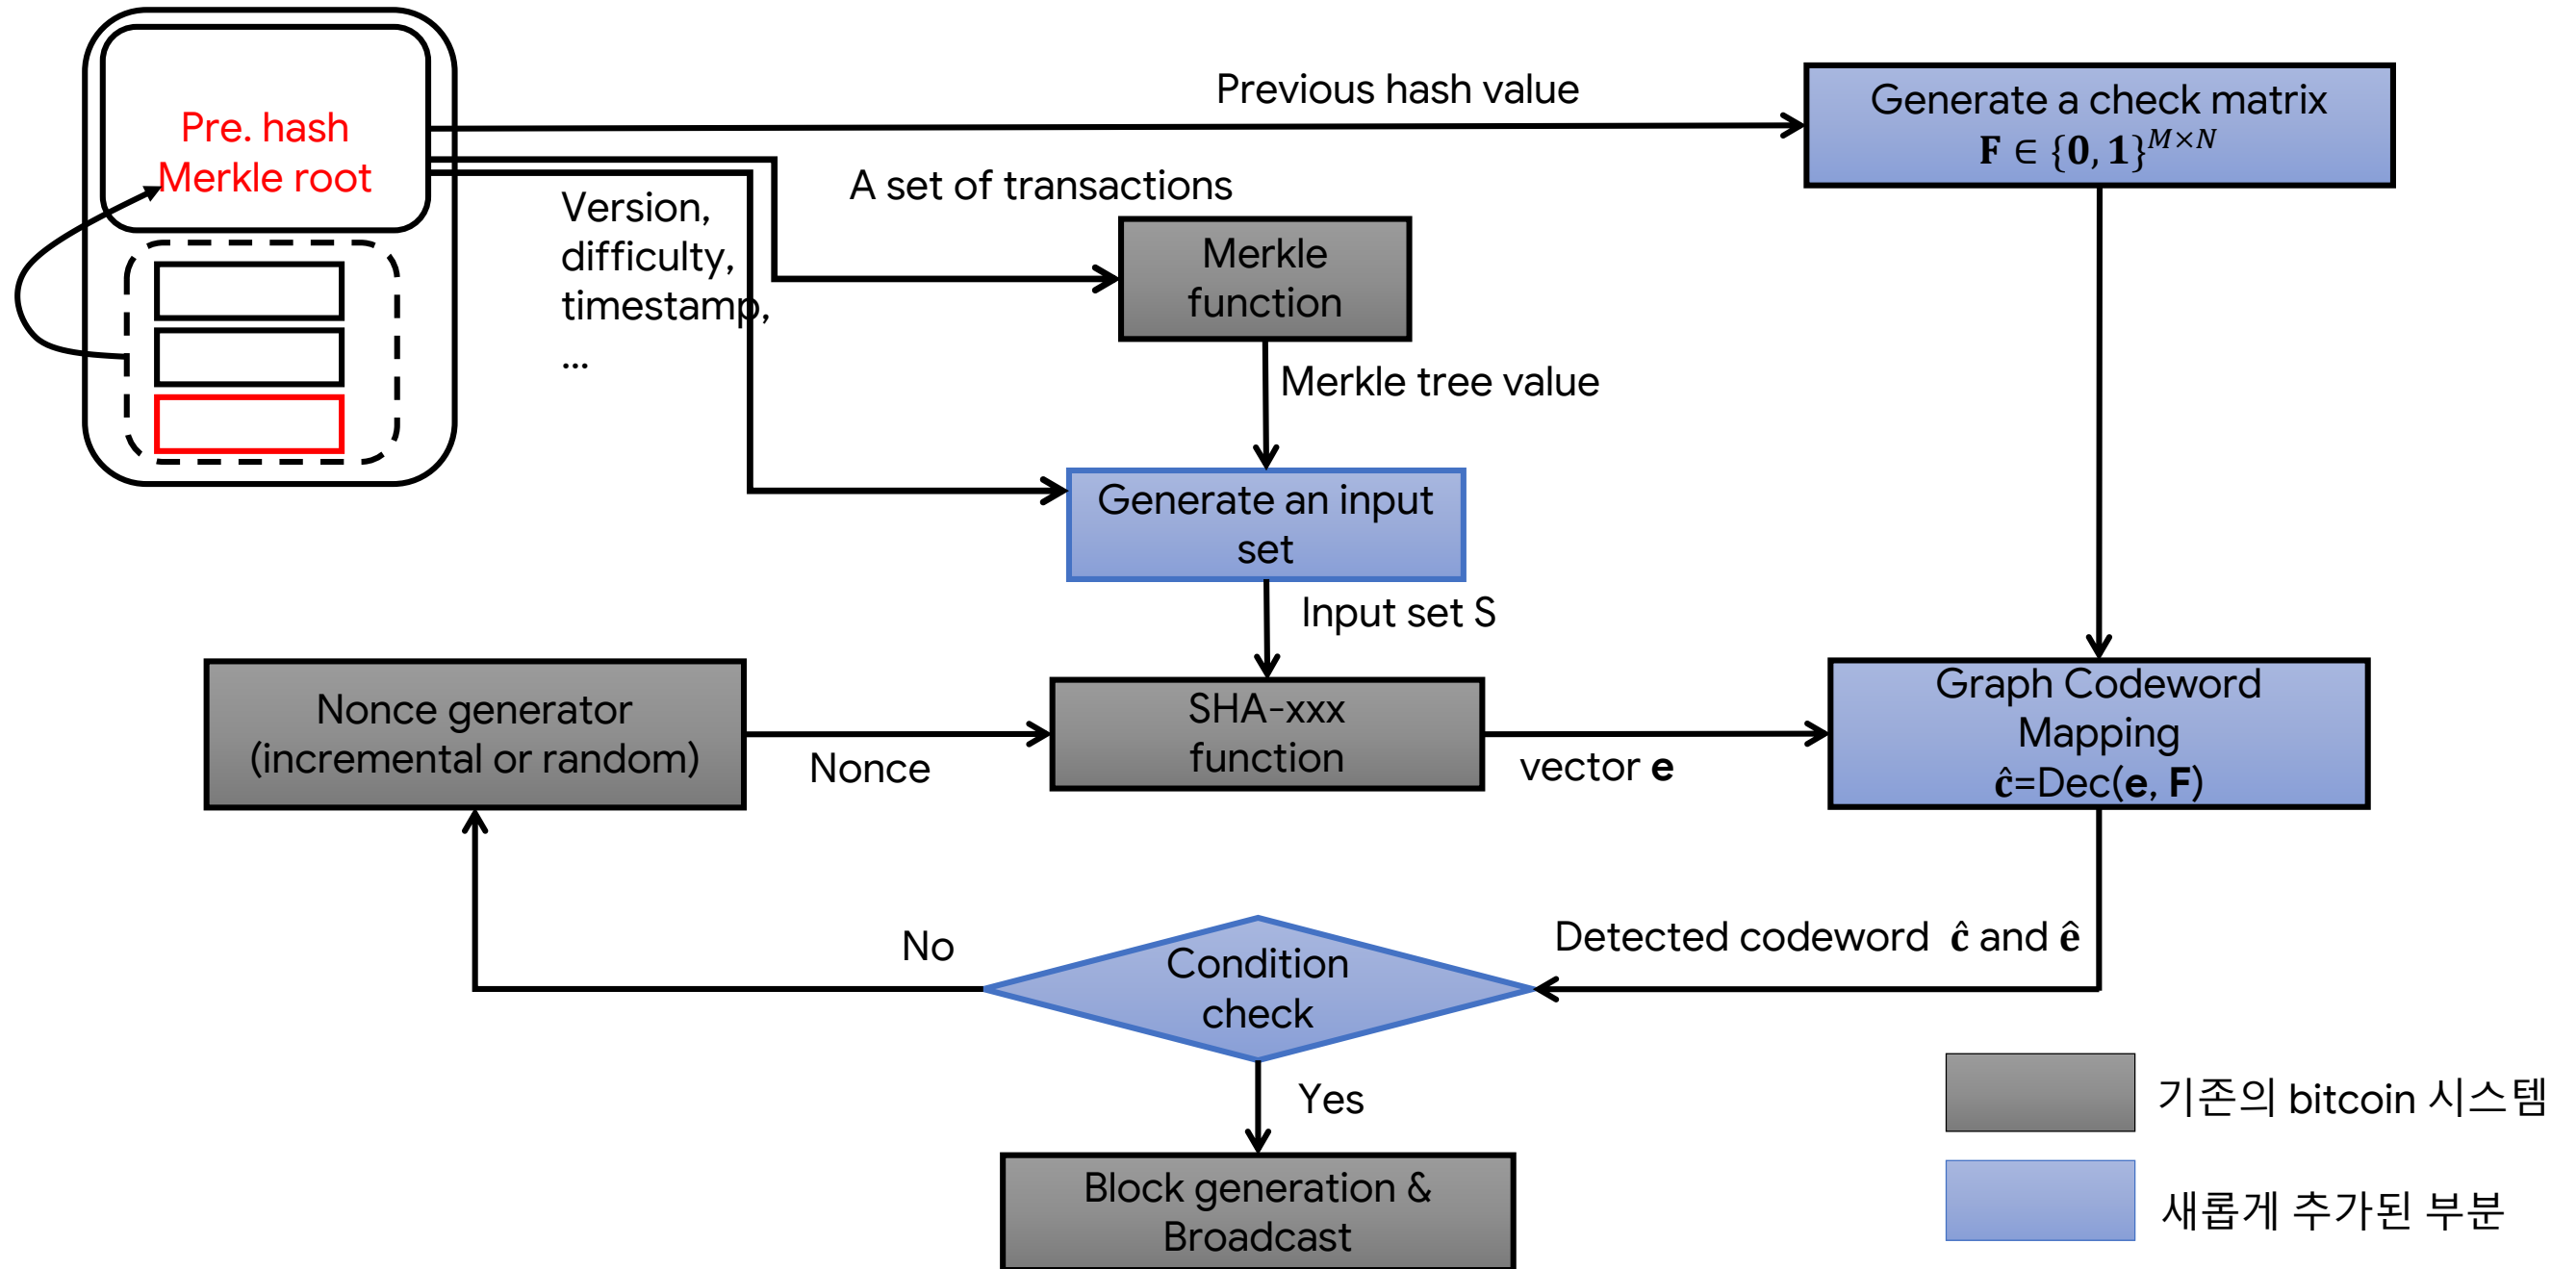 Pre. hash
Merkle root
Previous hash value
Generate a check matrix
𝐅 ∈ {𝟎, 𝟏}^{𝑀×𝑁}
A set of transactions
Version,
difficulty,
timestamp,
...
Merkle
function
Merkle tree value
Generate an input
set
Input set S
Nonce generator
(incremental or random)
Nonce
SHA-xxx
function
vector e
Graph Codeword
Mapping
ĉ=Dec(e, F)
Detected codeword ĉ and ê
Condition
check
No
Yes
Block generation &
Broadcast
기존의 bitcoin 시스템
새롭게 추가된 부분